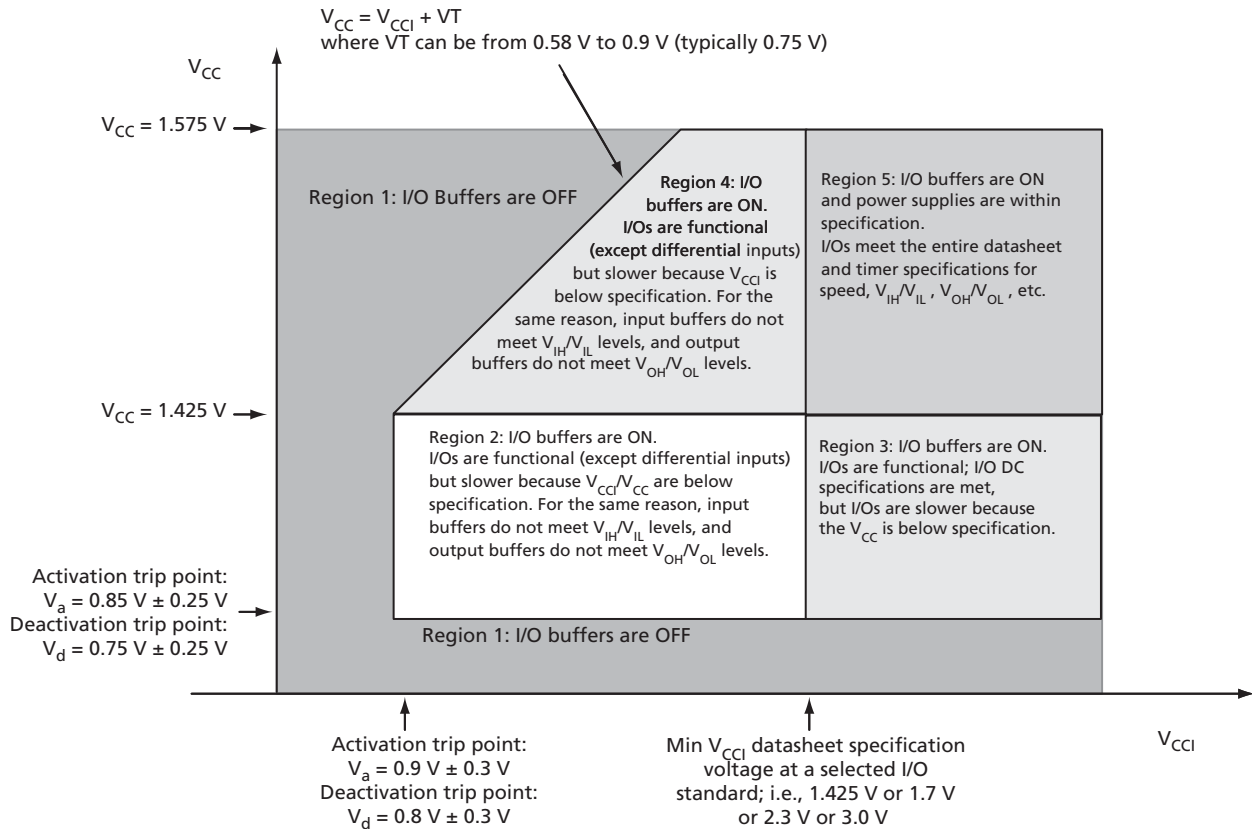 V_CC = V_CCI + VT
where VT can be from 0.58 V to 0.9 V (typically 0.75 V)
V_CC
V_CC = 1.575 V
Region 1: I/O Buffers are OFF
Region 4: I/O
buffers are ON.
I/Os are functional
(except differential inputs)
but slower because V_CCI is
below specification. For the
same reason, input buffers do not
meet V_IH/V_IL levels, and output
buffers do not meet V_OH/V_OL levels.
Region 5: I/O buffers are ON
and power supplies are within
specification.
I/Os meet the entire datasheet
and timer specifications for
speed, V_IH/V_IL , V_OH/V_OL , etc.
V_CC = 1.425 V
Region 2: I/O buffers are ON.
I/Os are functional (except differential inputs)
but slower because V_CCI/V_CC are below
specification. For the same reason, input
buffers do not meet V_IH/V_IL levels, and
output buffers do not meet V_OH/V_OL levels.
Region 3: I/O buffers are ON.
I/Os are functional; I/O DC
specifications are met,
but I/Os are slower because
the V_CC is below specification.
Activation trip point:
V_a = 0.85 V ± 0.25 V
Deactivation trip point:
V_d = 0.75 V ± 0.25 V
Region 1: I/O buffers are OFF
Activation trip point:
V_a = 0.9 V ± 0.3 V
Deactivation trip point:
V_d = 0.8 V ± 0.3 V
Min V_CCI datasheet specification
voltage at a selected I/O
standard; i.e., 1.425 V or 1.7 V
or 2.3 V or 3.0 V
V_CCI